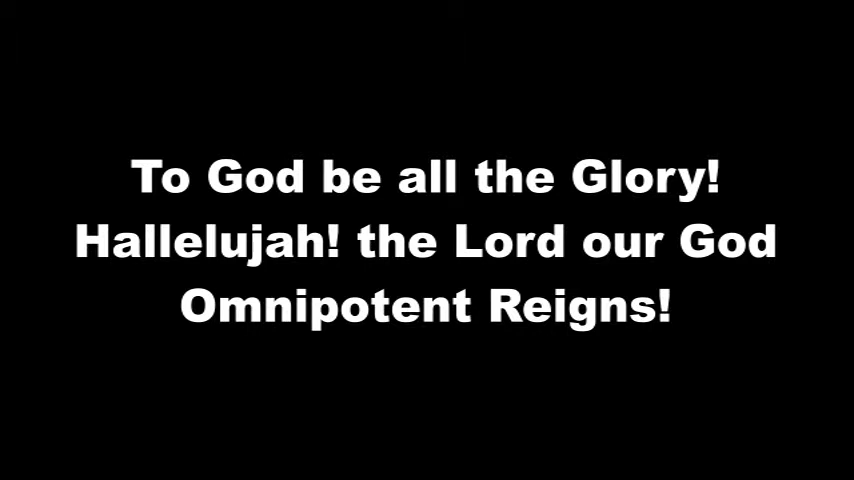 To God be all the Glory!
Hallelujah! the Lord our God
Omnipotent Reigns!